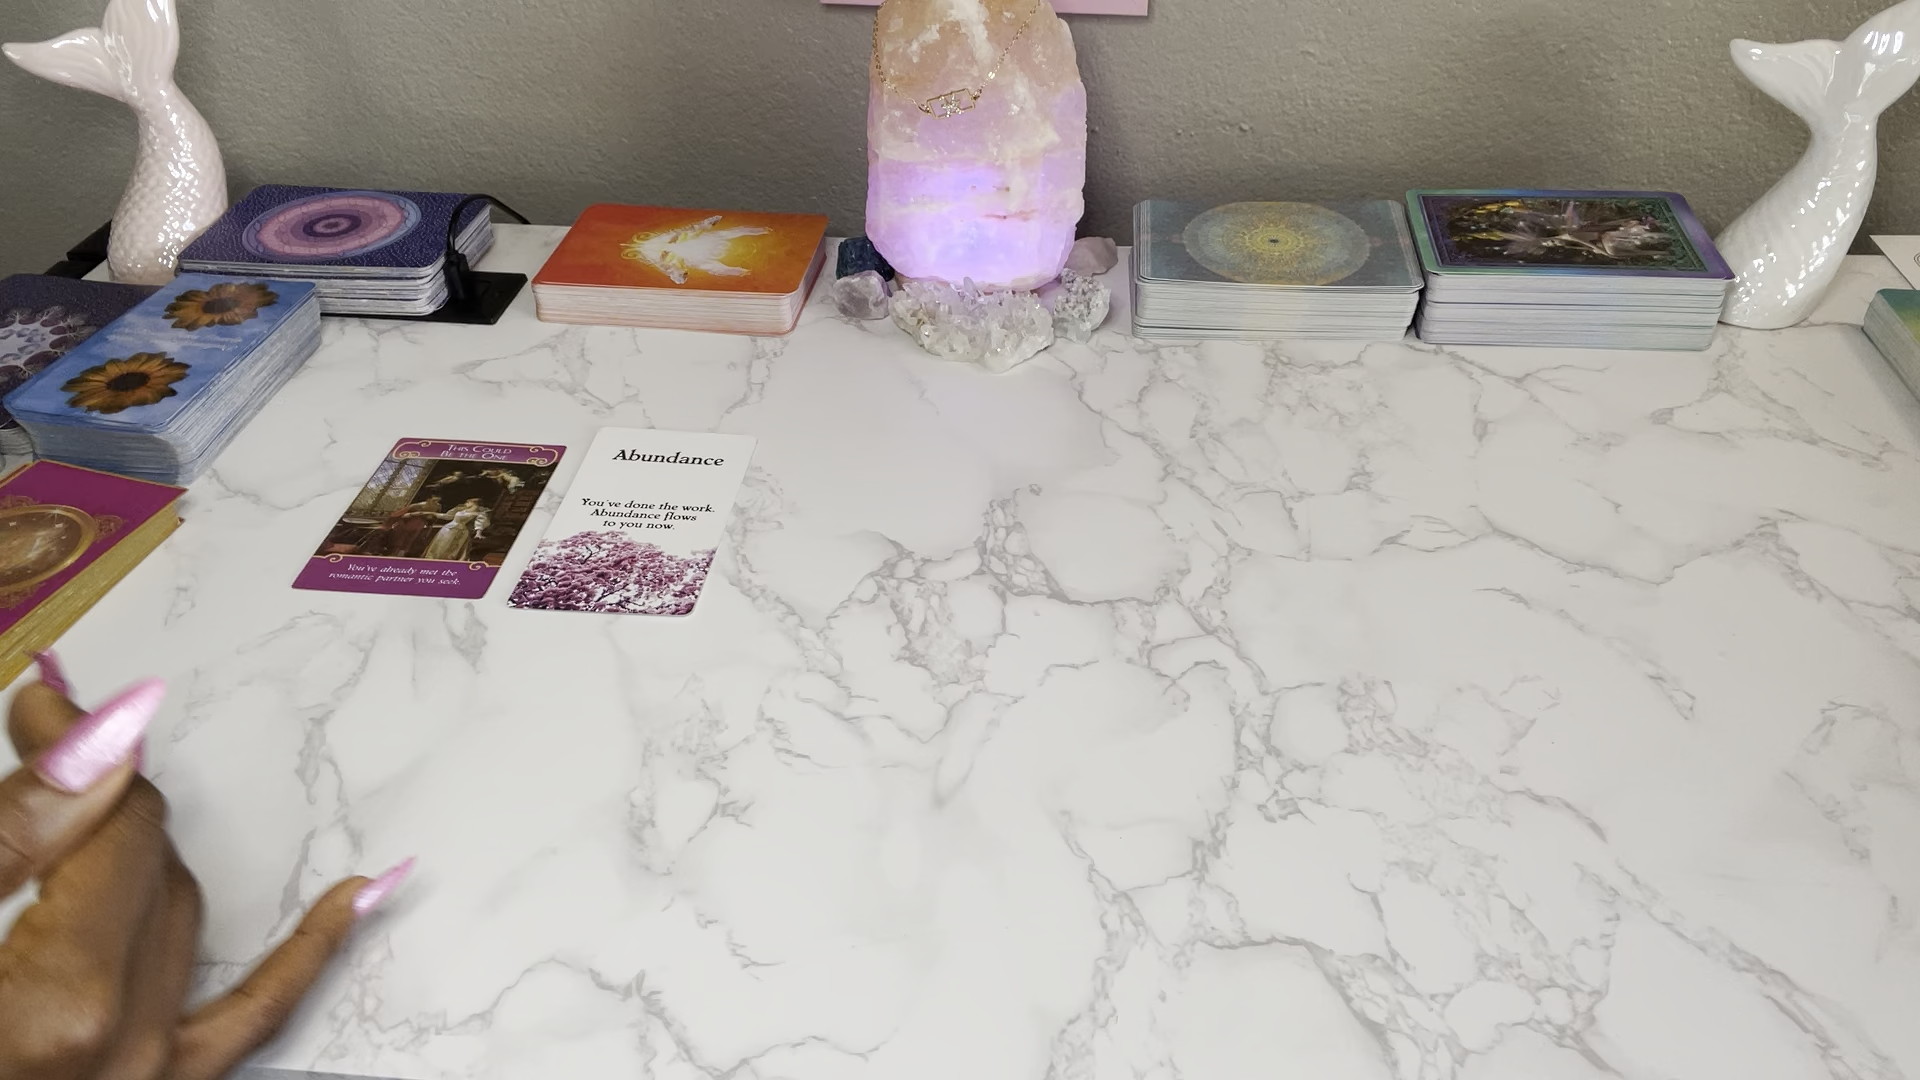 THIS COULD
BE THE ONE
You've already met the
romantic partner you seek.
Abundance
You've done the work.
Abundance flows
to you now.